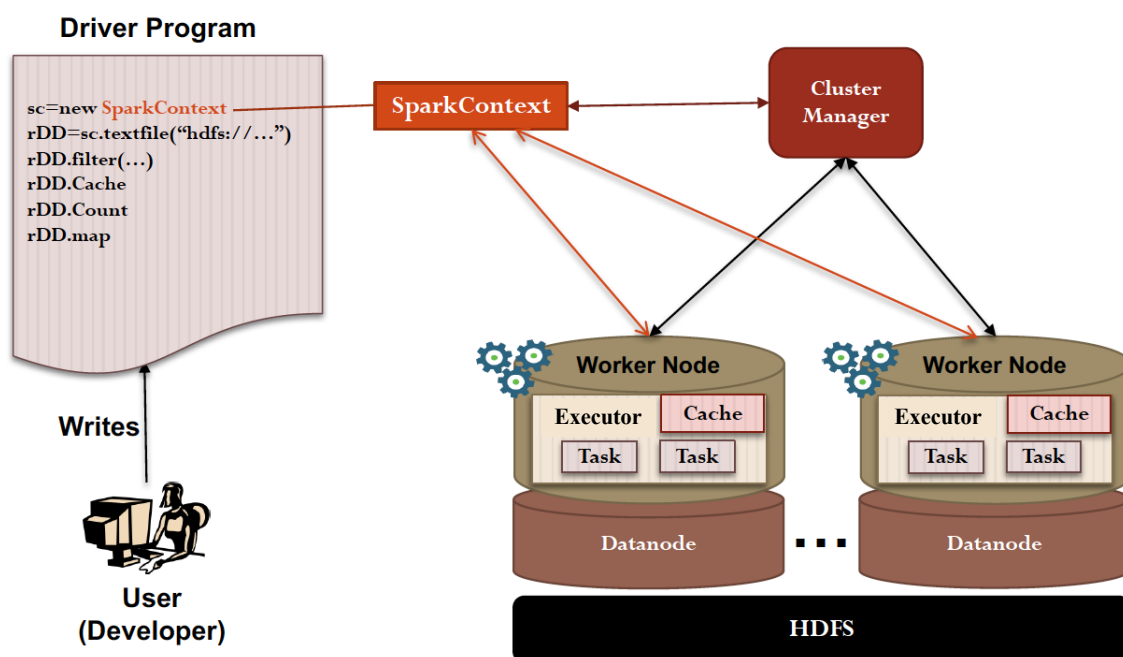 Driver Program
sc=new SparkContext
rDD=sc.textfile(“hdfs://…”)
rDD.filter(…)
rDD.Cache
rDD.Count
rDD.map
SparkContext
Cluster
Manager
Writes
User
(Developer)
Worker Node
Executor
Cache
Task
Task
Datanode
...
Worker Node
Executor
Cache
Task
Task
Datanode
HDFS